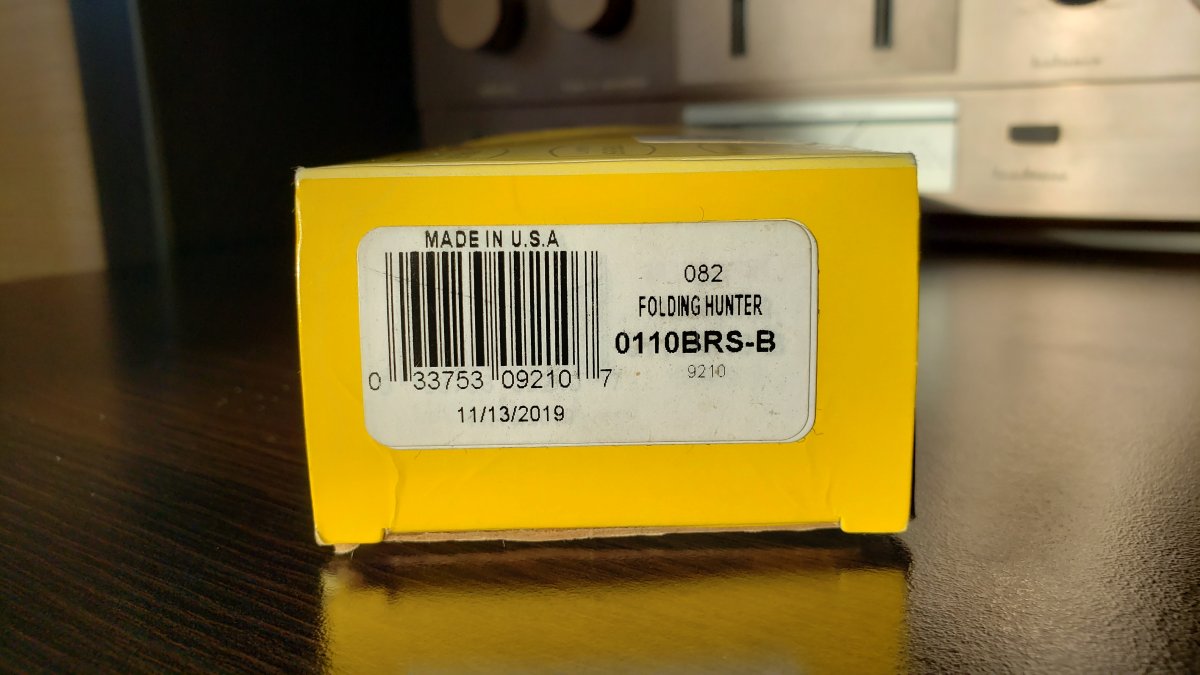 MADE IN U.S.A
0 33753 09210 7
11/13/2019
082
FOLDING HUNTER
0110BRS-B
9210